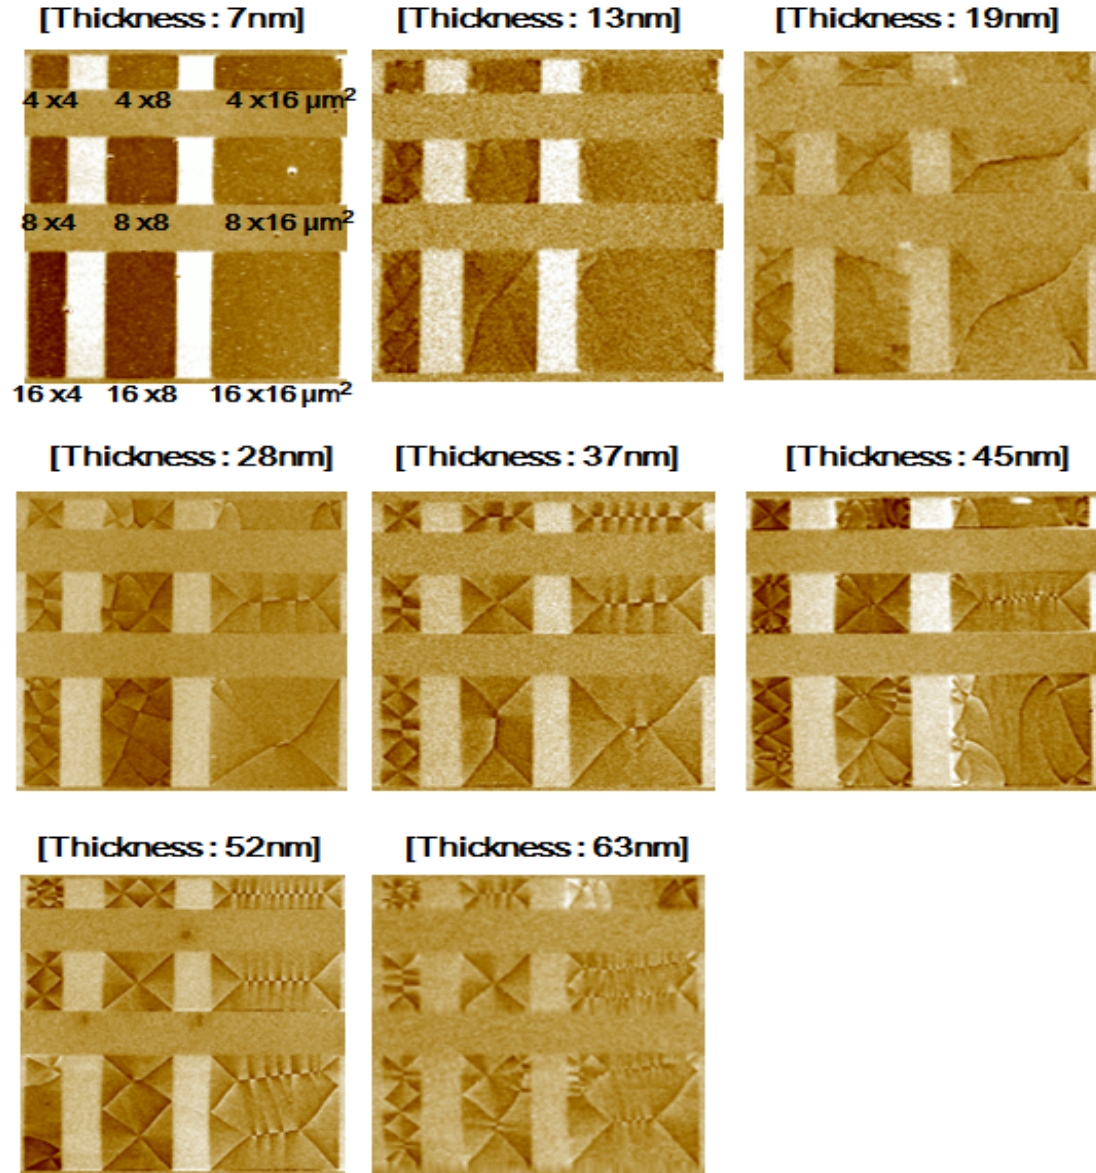 [Thickness : 7nm]
[Thickness : 13nm]
[Thickness : 19nm]
4 x4 4 x8 4 x16 µm²
8 x4 8 x8 8 x16 µm²
16 x4 16 x8 16 x16 µm²
[Thickness : 28nm]
[Thickness : 37nm]
[Thickness : 45nm]
[Thickness : 52nm]
[Thickness : 63nm]